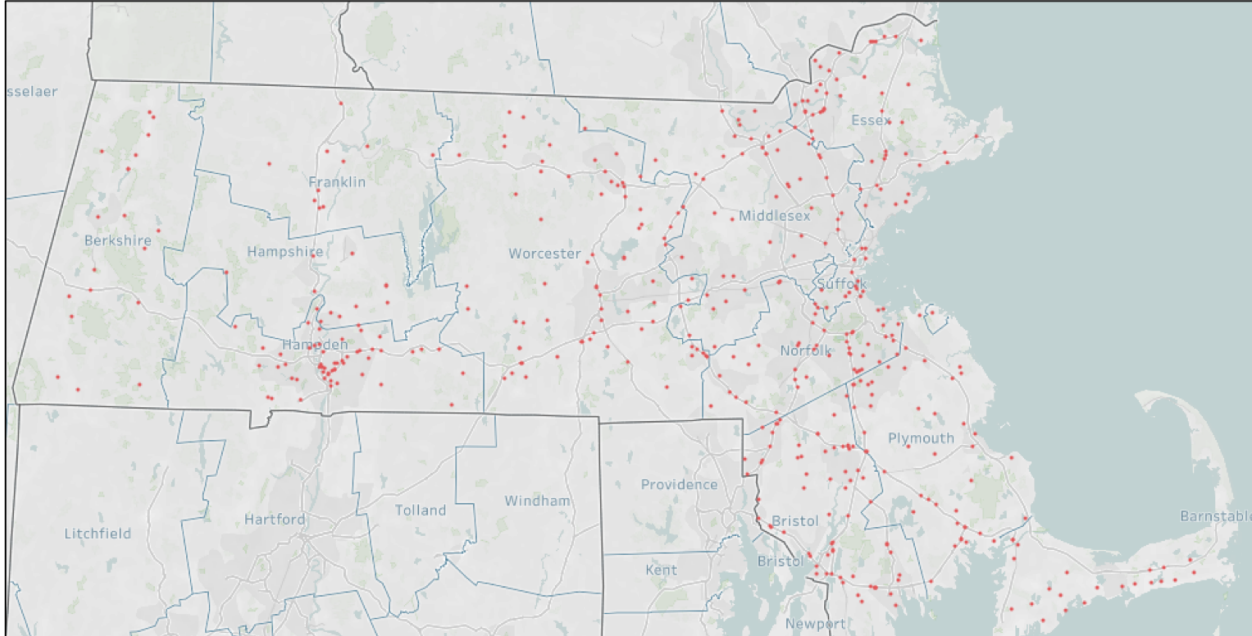 sselaer
Essex
Franklin
Middlesex
Berkshire
Hampshire
Worcester
Suffolk
Hampden
Norfolk
Plymouth
Providence
Windham
Tolland
Hartford
Litchfield
Bristol
Barnstable
Bristol
Kent
Newport